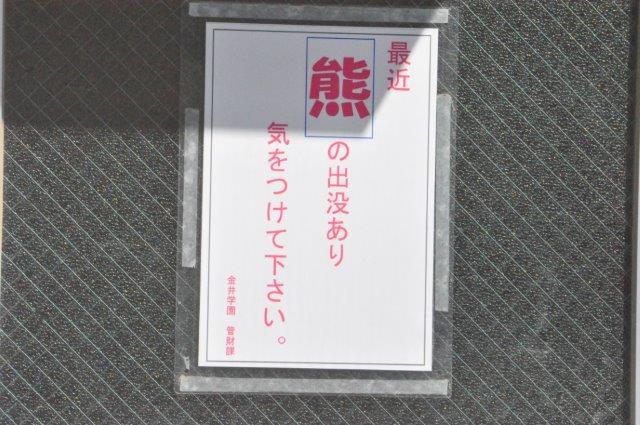 最近
熊の出没あり
気をつけて下さい。
金井学園 管財課